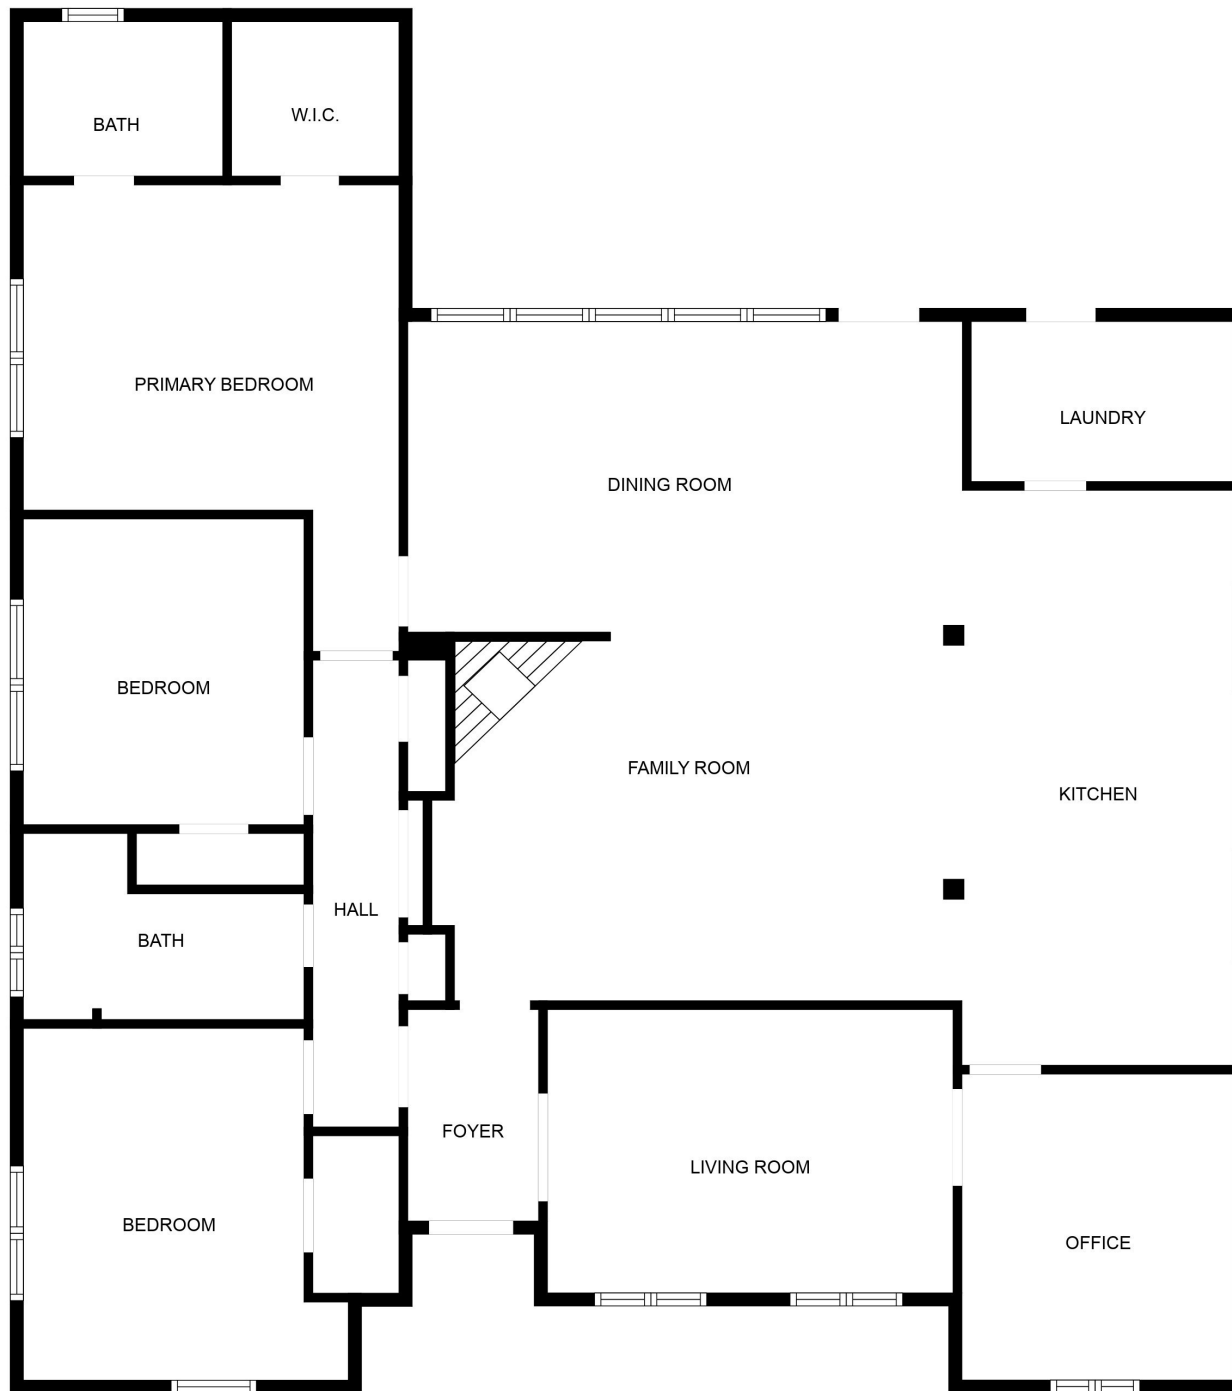 W.I.C.
BATH
PRIMARY BEDROOM
LAUNDRY
DINING ROOM
BEDROOM
FAMILY ROOM
KITCHEN
HALL
BATH
FOYER
LIVING ROOM
BEDROOM
OFFICE